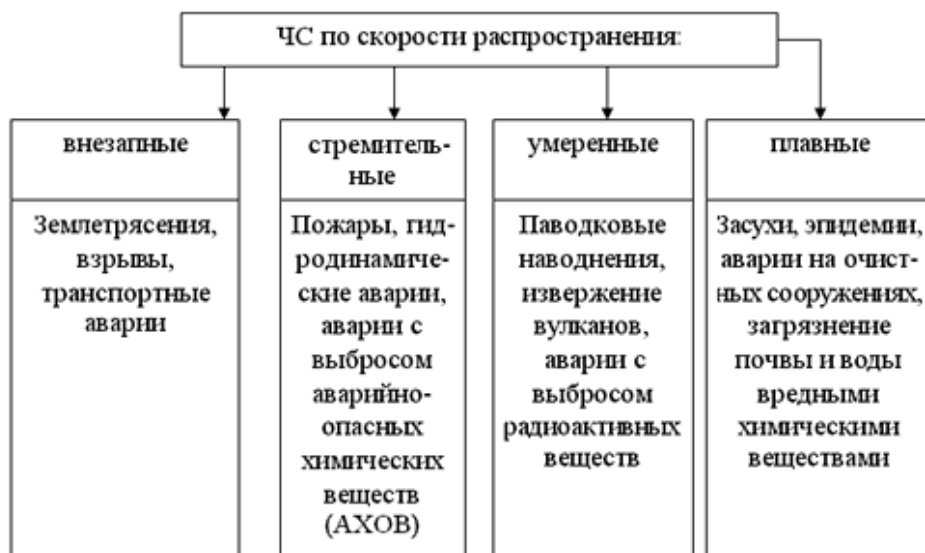 ЧС по скорости распространения:
внезапные
Землетрясения,
взрывы,
транспортные
аварии
стремитель-
ные
Пожары, гид-
родинамиче-
ские аварии,
аварии с
выбросом
аварийно-
опасных
химических
веществ
(АХОВ)
умеренные
Паводковые
наводнения,
извержение
вулканов,
аварии с
выбросом
радиоактивных
веществ
плавные
Засухи, эпидемии,
аварии на очист-
ных сооружениях,
загрязнение
почвы и воды
вредными
химическими
веществами